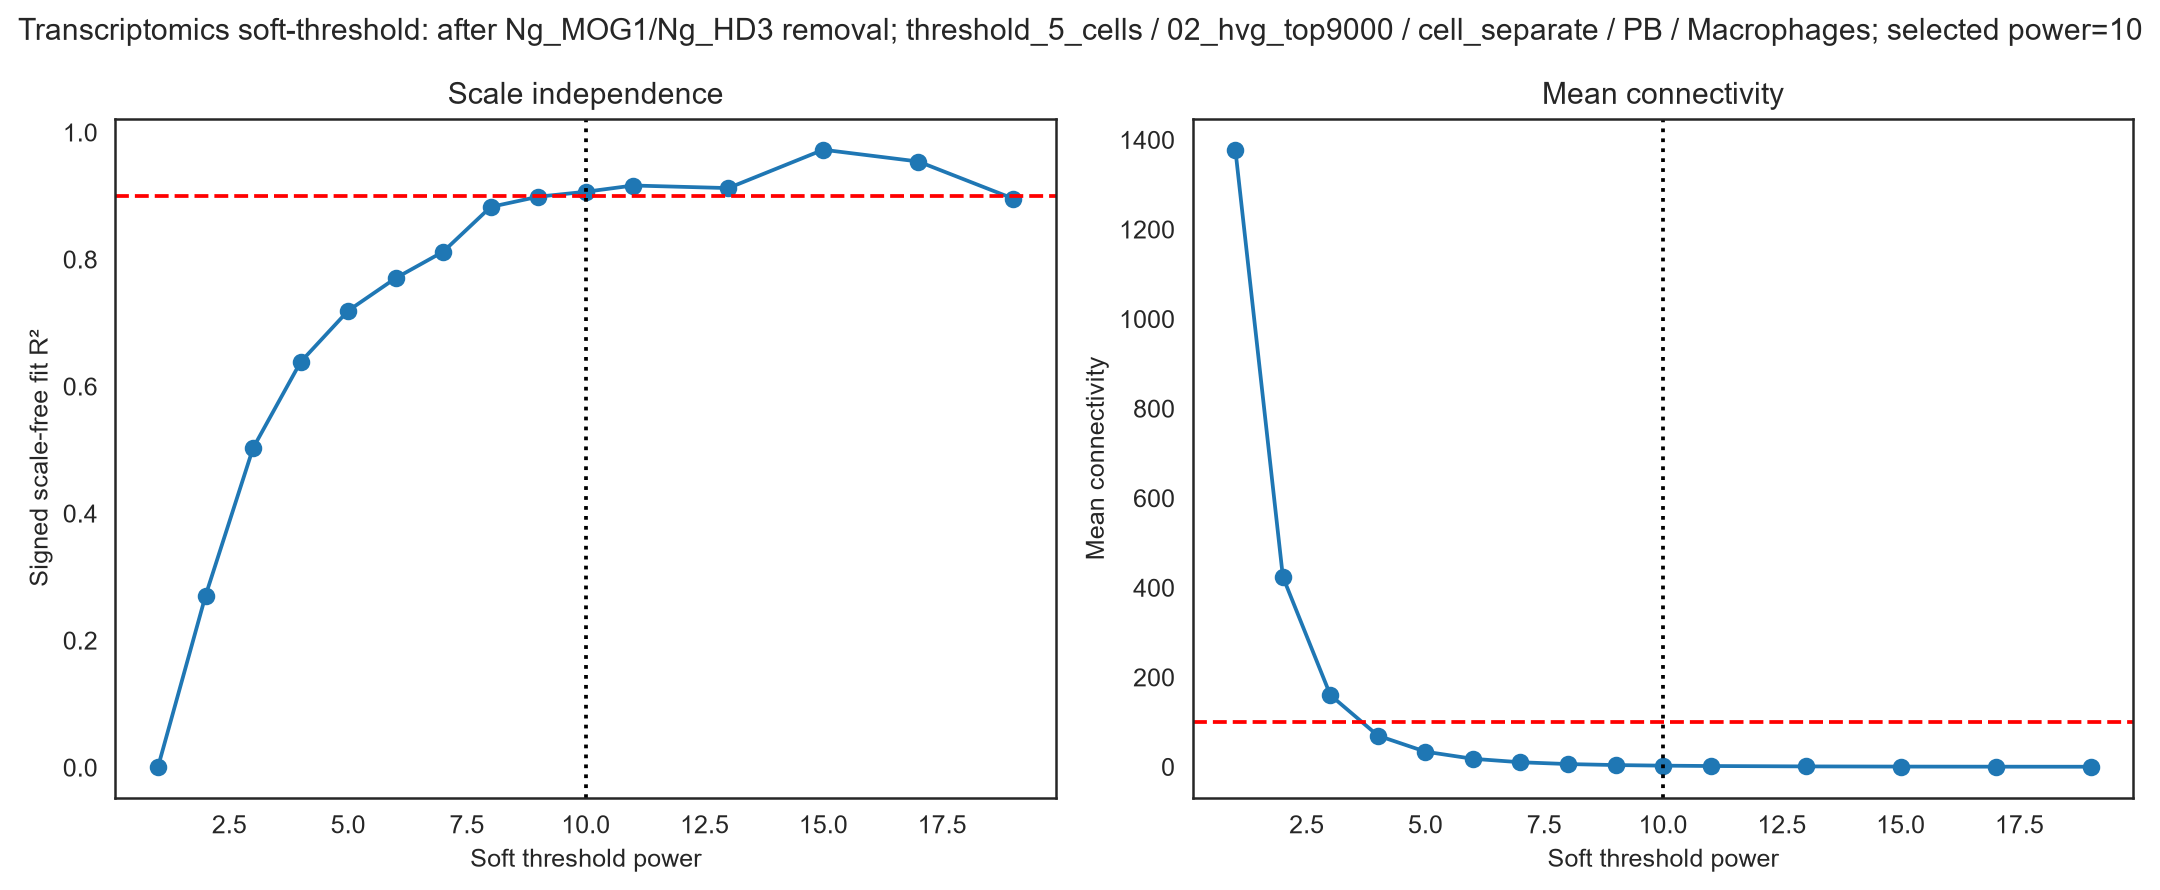 Transcriptomics soft-threshold: after Ng_MOG1/Ng_HD3 removal; threshold_5_cells / 02_hvg_top9000 / cell_separate / PB / Macrophages; selected power=10
Scale independence
1.0
0.8
0.6
0.4
0.2
0.0
Signed scale-free fit R²
2.5 5.0 7.5 10.0 12.5 15.0 17.5
Soft threshold power
Mean connectivity
1400
1200
1000
800
600
400
200
0
Mean connectivity
2.5 5.0 7.5 10.0 12.5 15.0 17.5
Soft threshold power